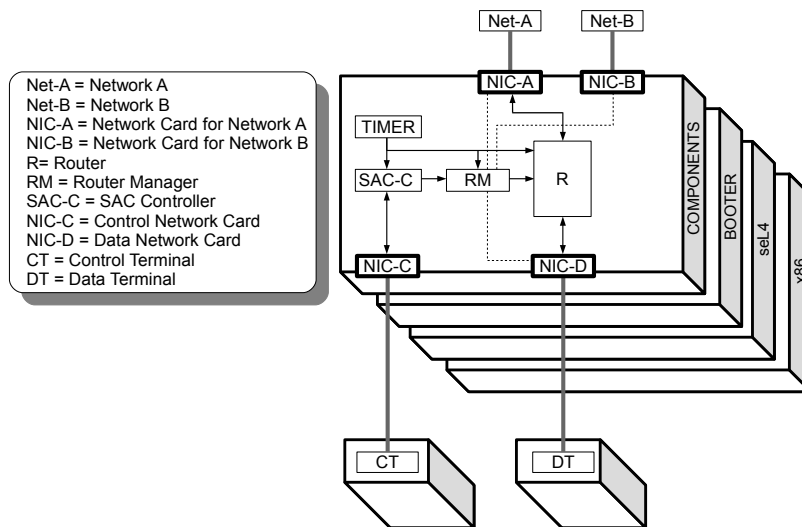 Net-A
Net-B
NIC-A
NIC-B
Net-A = Network A
Net-B = Network B
NIC-A = Network Card for Network A
NIC-B = Network Card for Network B
R= Router
RM = Router Manager
SAC-C = SAC Controller
NIC-C = Control Network Card
NIC-D = Data Network Card
CT = Control Terminal
DT = Data Terminal
TIMER
SAC-C
RM
R
NIC-C
NIC-D
COMPONENTS
BOOTER
seL4
x86
CT
DT